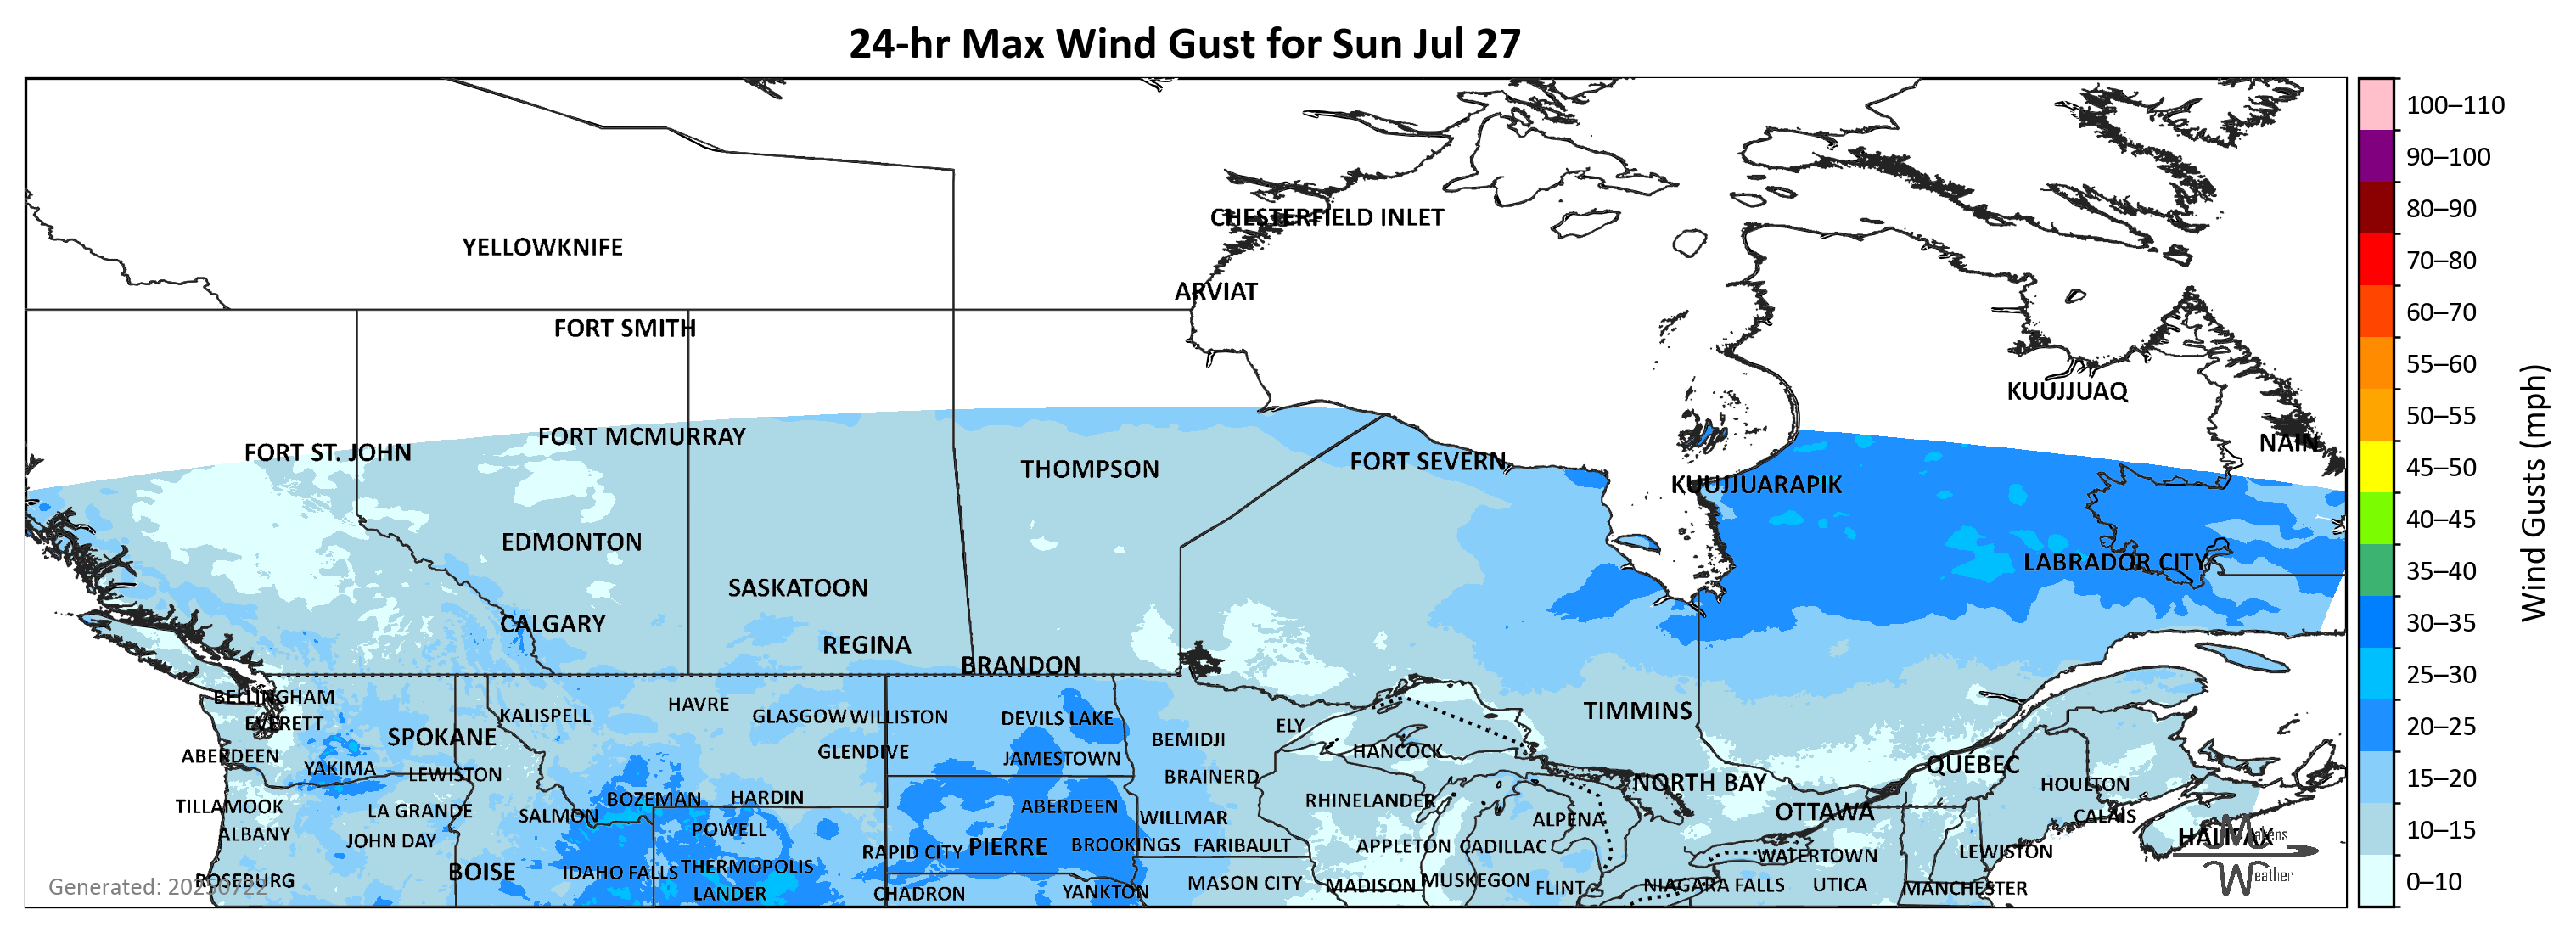 24-hr Max Wind Gust for Sun Jul 27
100–110
90–100
80–90
70–80
60–70
55–60
50–55
45–50
40–45
35–40
30–35
25–30
20–25
15–20
10–15
0–10
Wind Gusts (mph)
CHESTERFIELD INLET
YELLOWKNIFE
ARVIAT
FORT SMITH
KUUJJUAQ
FORT MCMURRAY
NAIN
FORT ST. JOHN
FORT SEVERN
THOMPSON
KUUJJUARAPIK
EDMONTON
LABRADOR CITY
SASKATOON
CALGARY
REGINA
BRANDON
BELLINGHAM
HAVRE
TIMMINS
KALISPELL
GLASGOW
WILLISTON
DEVILS LAKE
EVERETT
ELY
SPOKANE
BEMIDJI
GLENDIVE
HANCOCK
ABERDEEN
JAMESTOWN
QUÉBEC
YAKIMA
LEWISTON
BRAINERD
NORTH BAY
HOULTON
BOZEMAN
HARDIN
RHINELANDER
TILLAMOOK
LA GRANDE
ABERDEEN
OTTAWA
SALMON
WILLMAR
ALPENA
CALAIS
ALBANY
POWELL
HALIFAX
Makens
JOHN DAY
PIERRE
BROOKINGS
FARIBAULT
APPLETON
CADILLAC
RAPID CITY
LEWISTON
WATERTOWN
THERMOPOLIS
BOISE
IDAHO FALLS
Weather
ROSEBURG
MASON CITY
MADISON
MUSKEGON
FLINT
NIAGARA FALLS
UTICA
MANCHESTER
Generated: 20250722
LANDER
CHADRON
YANKTON